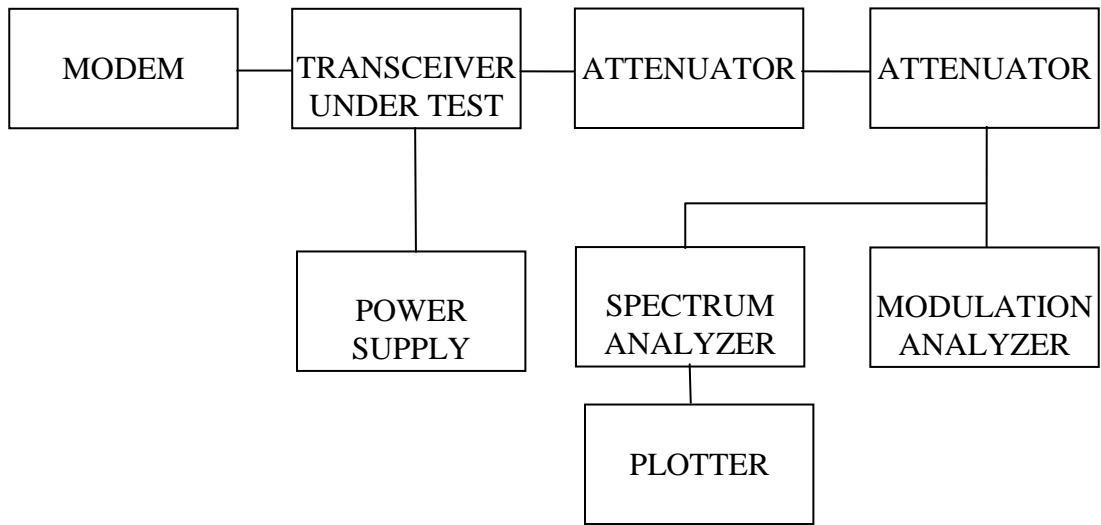 MODEM
TRANSCEIVER
UNDER TEST
ATTENUATOR
ATTENUATOR
POWER
SUPPLY
SPECTRUM
ANALYZER
MODULATION
ANALYZER
PLOTTER